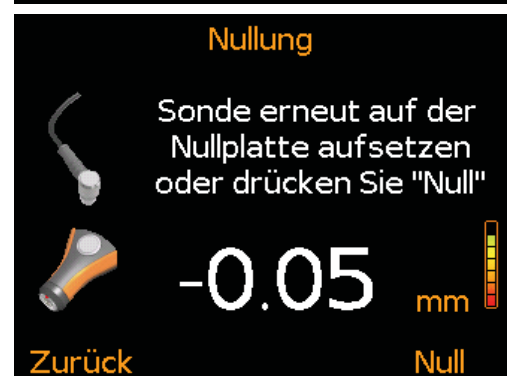 Nullung
Sonde erneut auf der
Nullplatte aufsetzen
oder drücken Sie "Null"
-0.05 mm
Zurück Null